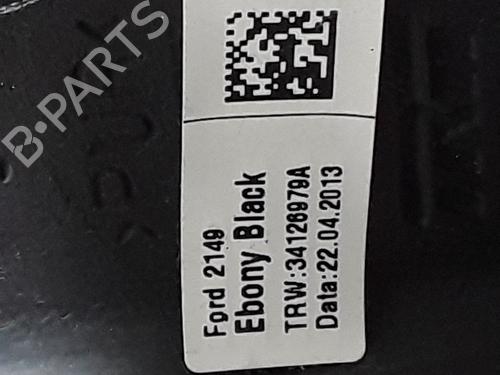 Ford 2149
Ebony Black
TRW:34126979A
Data:22.04.2013
B-PARTS